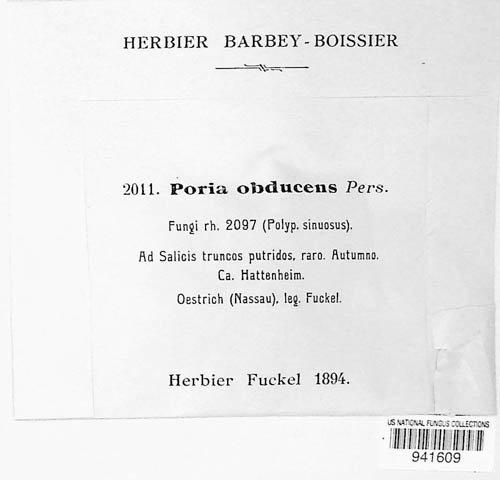 HERBIER BARBEY-BOISSIER
2011. Poria obducens Pers.
Fungi rh. 2097 (Polyp. sinuosus).
Ad Salicis truncos putridos, raro. Autumno.
Ca. Hattenheim.
Oestrich (Nassau), leg. Fuckel.
Herbier Fuckel 1894.
US NATIONAL FUNGUS COLLECTIONS
941609